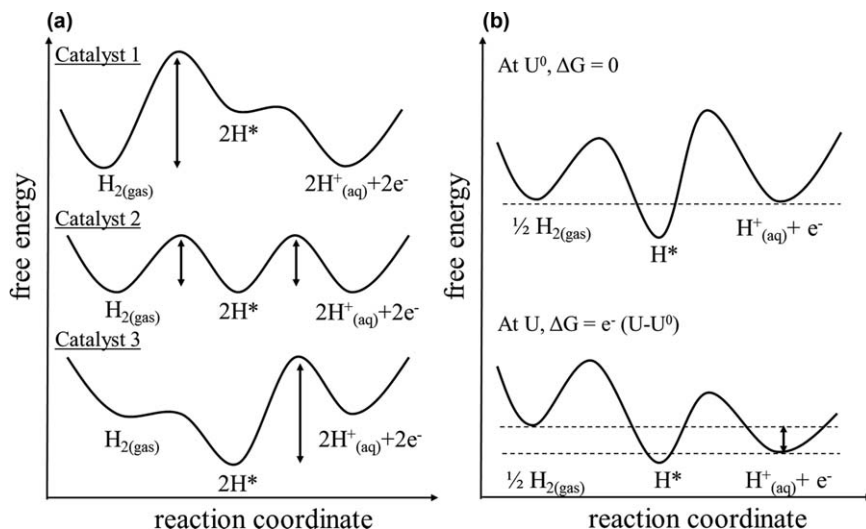 (a)
Catalyst 1
2H*
H₂(gas)
2H⁺(aq)+2e⁻
Catalyst 2
H₂(gas)
2H*
2H⁺(aq)+2e⁻
Catalyst 3
H₂(gas)
2H*
2H⁺(aq)+2e⁻
free energy
reaction coordinate
(b)
At U⁰, ΔG = 0
½ H₂(gas)
H*
H⁺(aq)+ e⁻
At U, ΔG = e⁻ (U-U⁰)
½ H₂(gas)
H*
H⁺(aq)+ e⁻
free energy
reaction coordinate